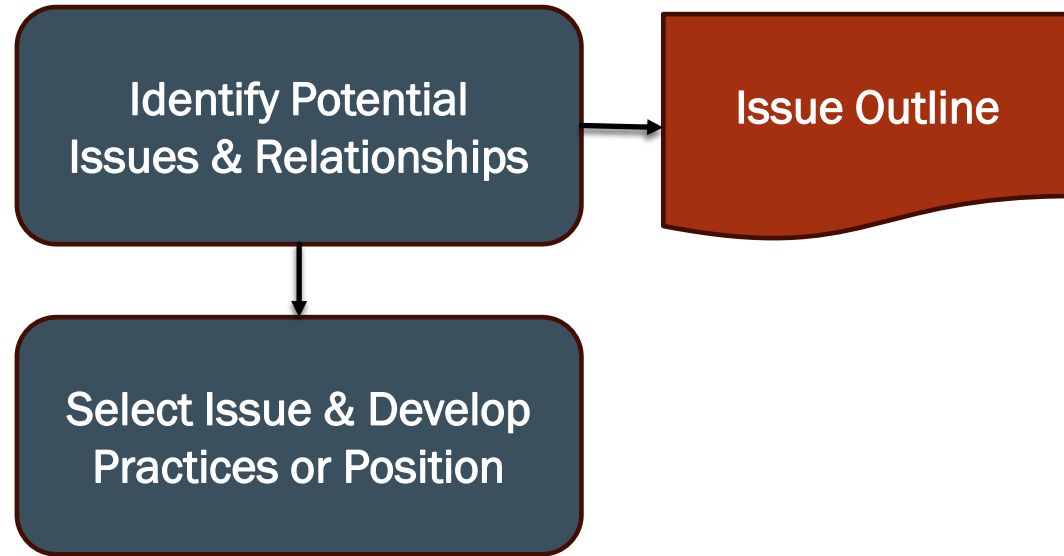 Identify Potential
Issues & Relationships
Issue Outline
Select Issue & Develop
Practices or Position